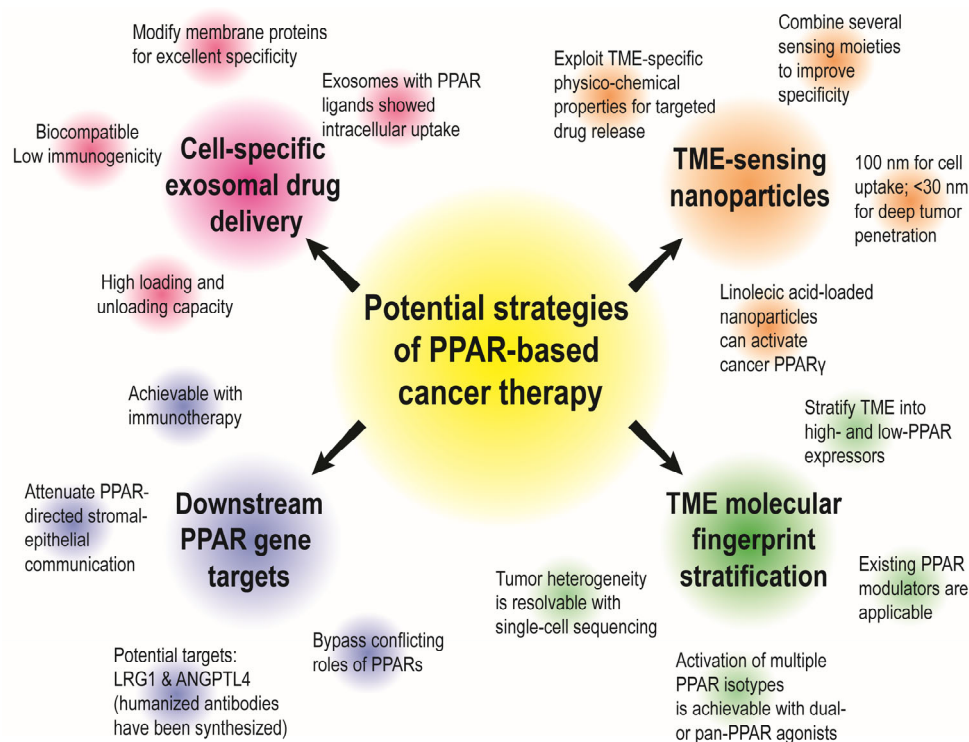 Modify membrane proteins
for excellent specificity
Exosomes with PPAR
ligands showed
intracellular uptake
Biocompatible
Low immunogenicity
Cell-specific
exosomal drug
delivery
High loading and
unloading capacity
Combine several
sensing moieties
to improve
specificity
Exploit TME-specific
physico-chemical
properties for targeted
drug release
TME-sensing
nanoparticles
100 nm for cell
uptake; <30 nm
for deep tumor
penetration
Linolecic acid-loaded
nanoparticles
can activate
cancer PPARγ
Potential strategies
of PPAR-based
cancer therapy
Achievable with
immunotherapy
Attenuate PPAR-
directed stromal-
epithelial
communication
Downstream
PPAR gene
targets
Bypass conflicting
roles of PPARs
Potential targets:
LRG1 & ANGPTL4
(humanized antibodies
have been synthesized)
Stratify TME into
high- and low-PPAR
expressors
TME molecular
fingerprint
stratification
Tumor heterogeneity
is resolvable with
single-cell sequencing
Existing PPAR
modulators are
applicable
Activation of multiple
PPAR isotypes
is achievable with dual-
or pan-PPAR agonists